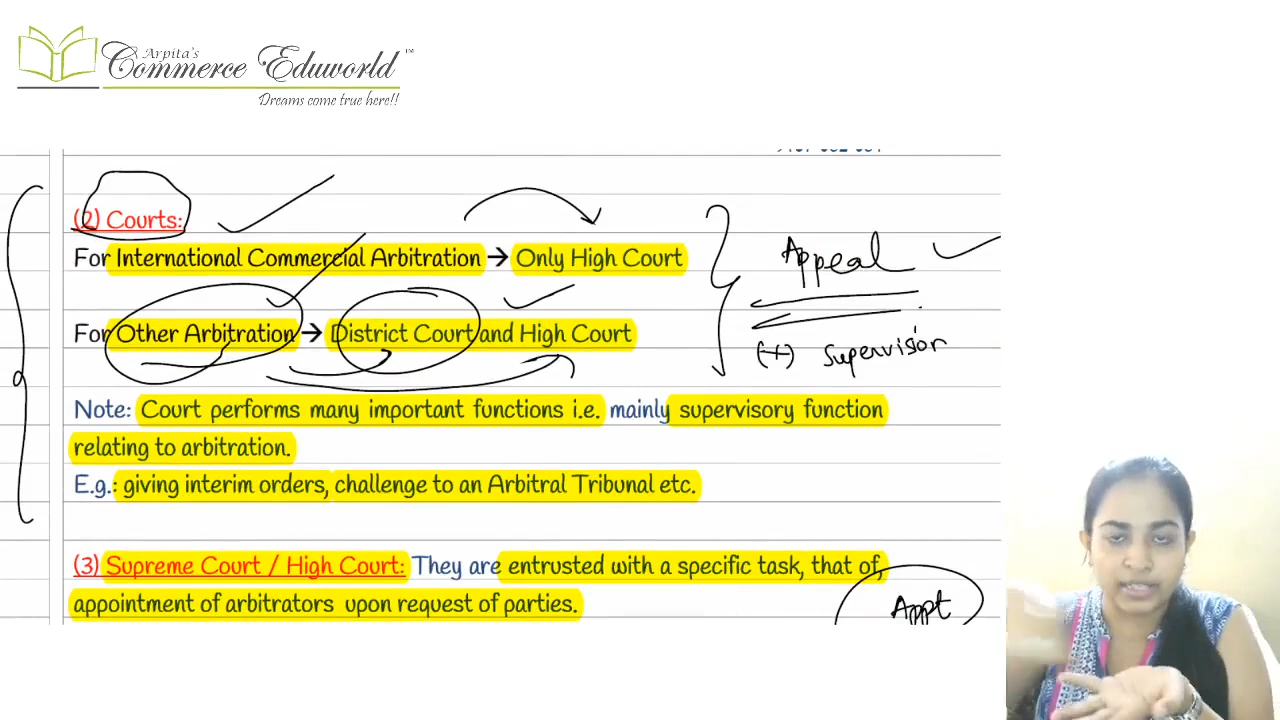 Arpita's
Commerce Eduworld™
Dreams come true here!!
(2) Courts:
For International Commercial Arbitration → Only High Court
Appeal
For Other Arbitration → District Court and High Court
(+) Supervision
Note: Court performs many important functions i.e. mainly supervisory function
relating to arbitration.
E.g.: giving interim orders, challenge to an Arbitral Tribunal etc.
(3) Supreme Court / High Court: They are entrusted with a specific task, that of,
appointment of arbitrators upon request of parties.
Appt